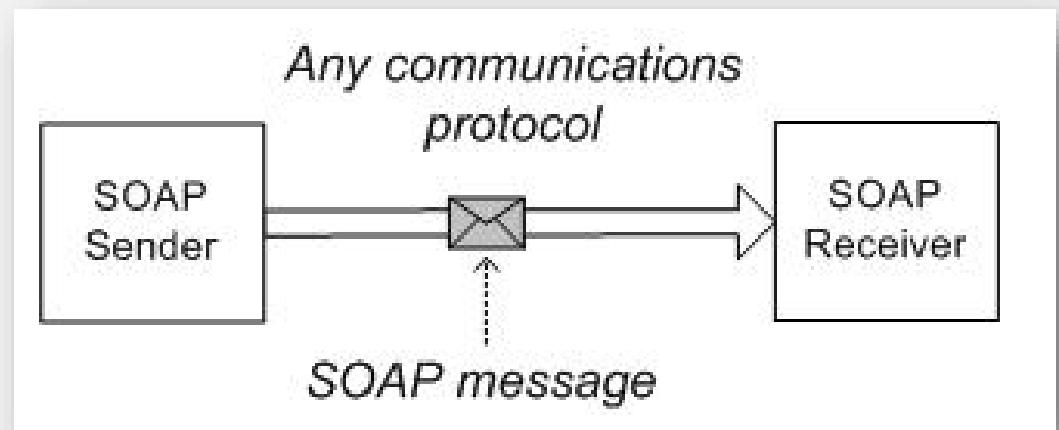 Any communications
protocol
SOAP
Sender
SOAP
Receiver
SOAP message